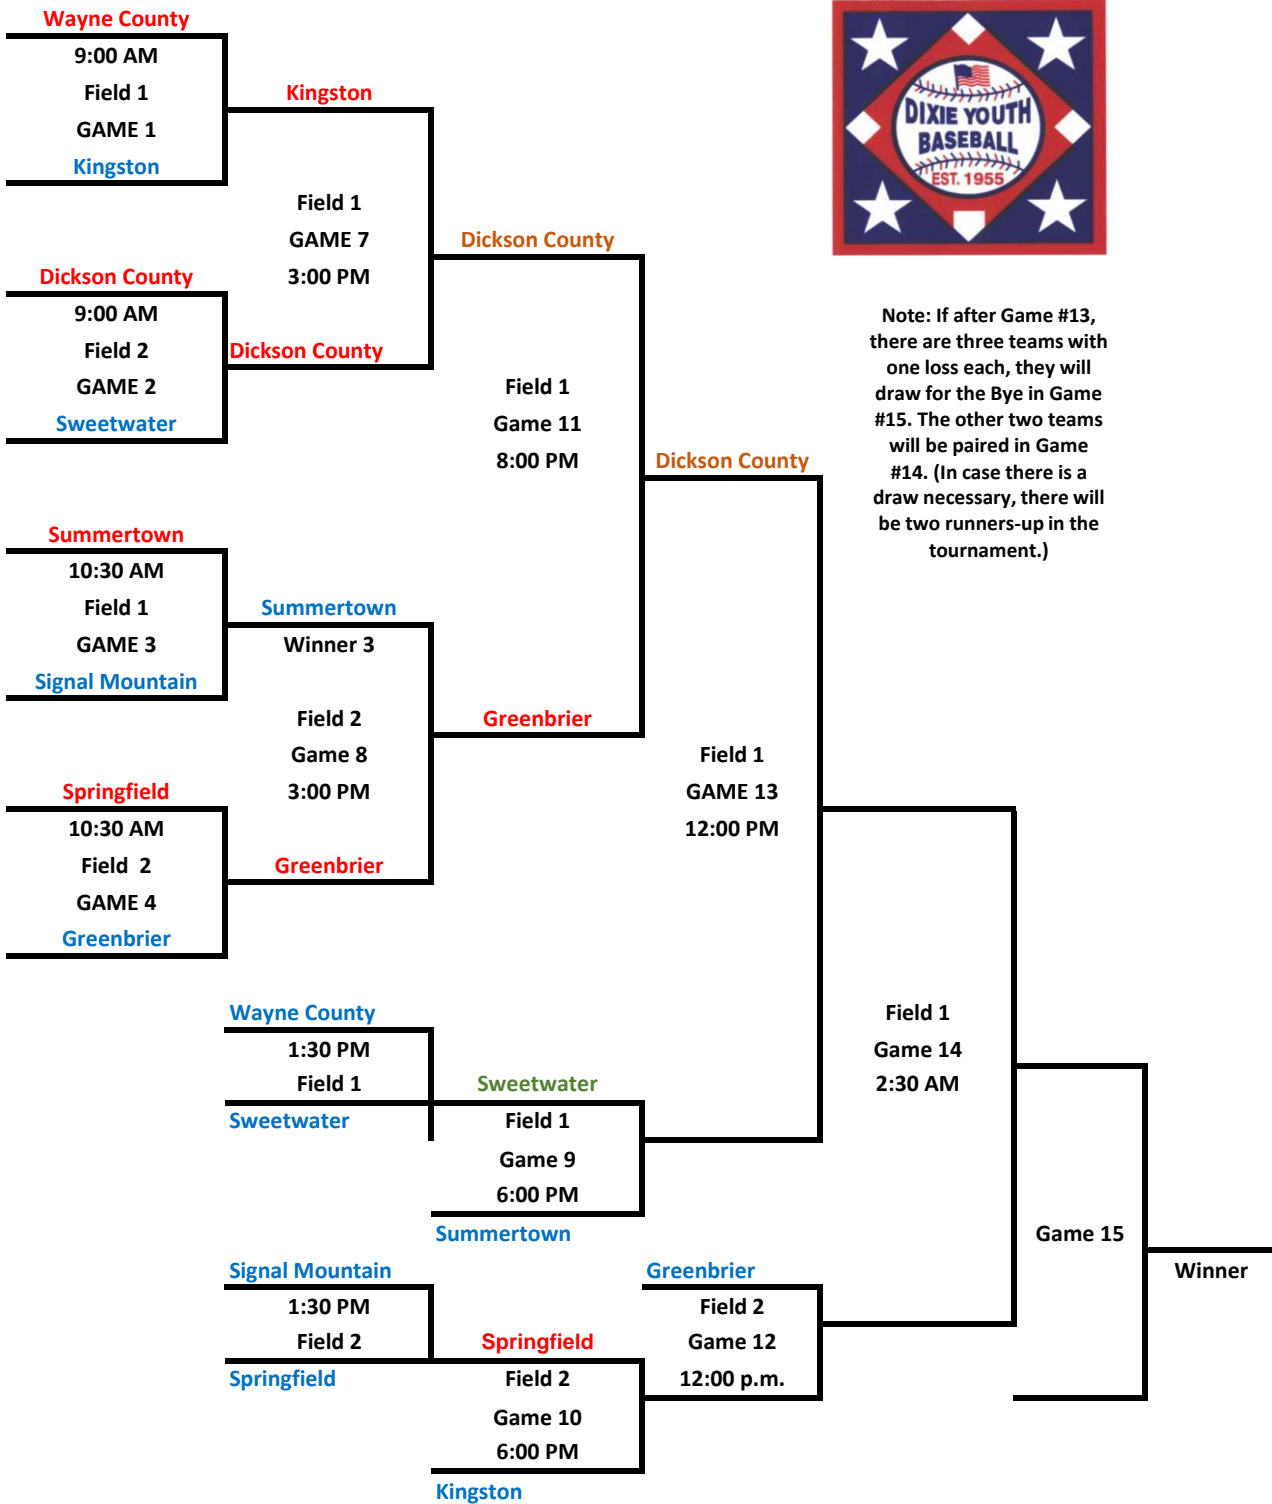 Wayne County
9:00 AM
Field 1
GAME 1
Kingston
Kingston
Field 1
GAME 7
3:00 PM
Dickson County
9:00 AM
Field 2
GAME 2
Sweetwater
Dickson County
Dickson County
Field 1
Game 11
8:00 PM
Summertown
10:30 AM
Field 1
GAME 3
Signal Mountain
Summertown
Winner 3
Field 2
Game 8
3:00 PM
Springfield
10:30 AM
Field 2
GAME 4
Greenbrier
Greenbrier
Greenbrier
Dickson County
Field 1
GAME 13
12:00 PM
DIXIE YOUTH
BASEBALL
EST. 1955
Note: If after Game #13,
there are three teams with
one loss each, they will
draw for the Bye in Game
#15. The other two teams
will be paired in Game
#14. (In case there is a
draw necessary, there will
be two runners-up in the
tournament.)
Wayne County
1:30 PM
Field 1
Sweetwater
Sweetwater
Field 1
Game 9
6:00 PM
Summertown
Signal Mountain
1:30 PM
Field 2
Springfield
Springfield
Field 2
Game 10
6:00 PM
Kingston
Greenbrier
Field 2
Game 12
12:00 p.m.
Field 1
Game 14
2:30 AM
Game 15
Winner